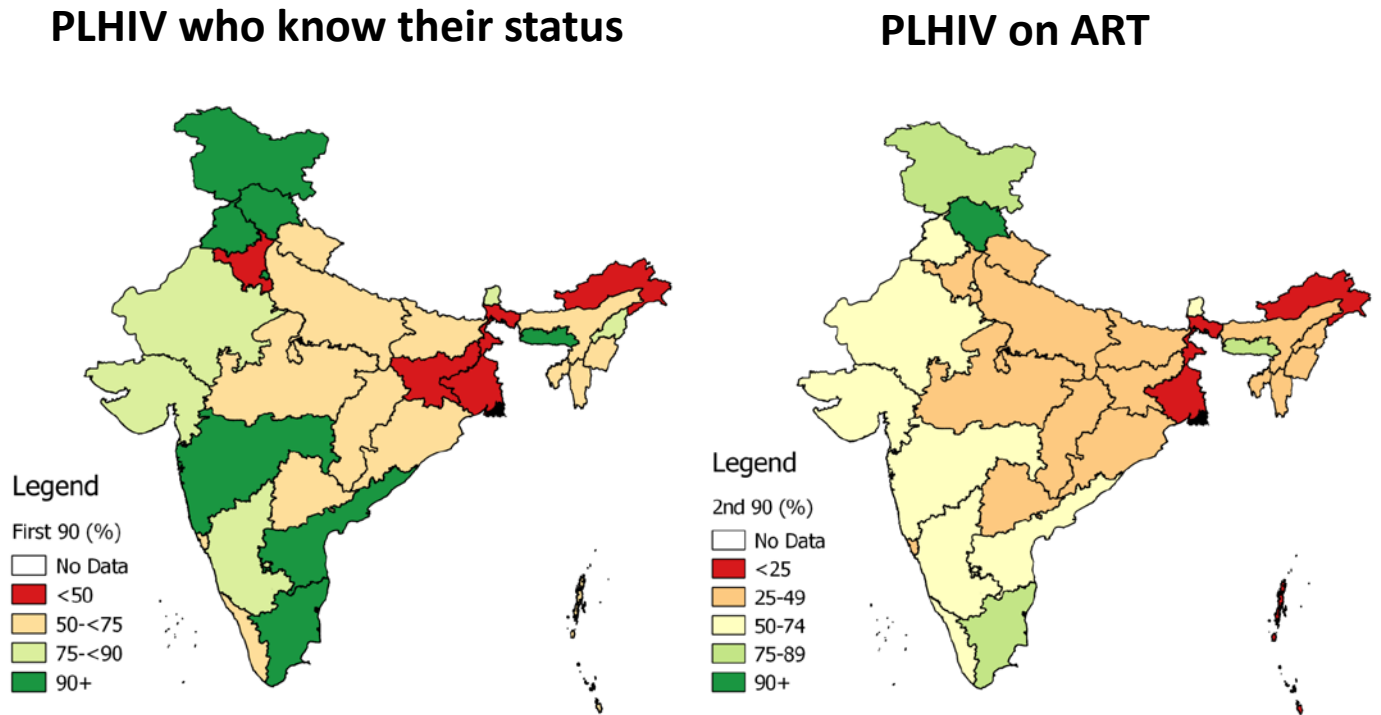 PLHIV who know their status
PLHIV on ART
Legend
First 90 (%)
No Data
<50
50-<75
75-<90
90+
Legend
2nd 90 (%)
No Data
<25
25-49
50-74
75-89
90+